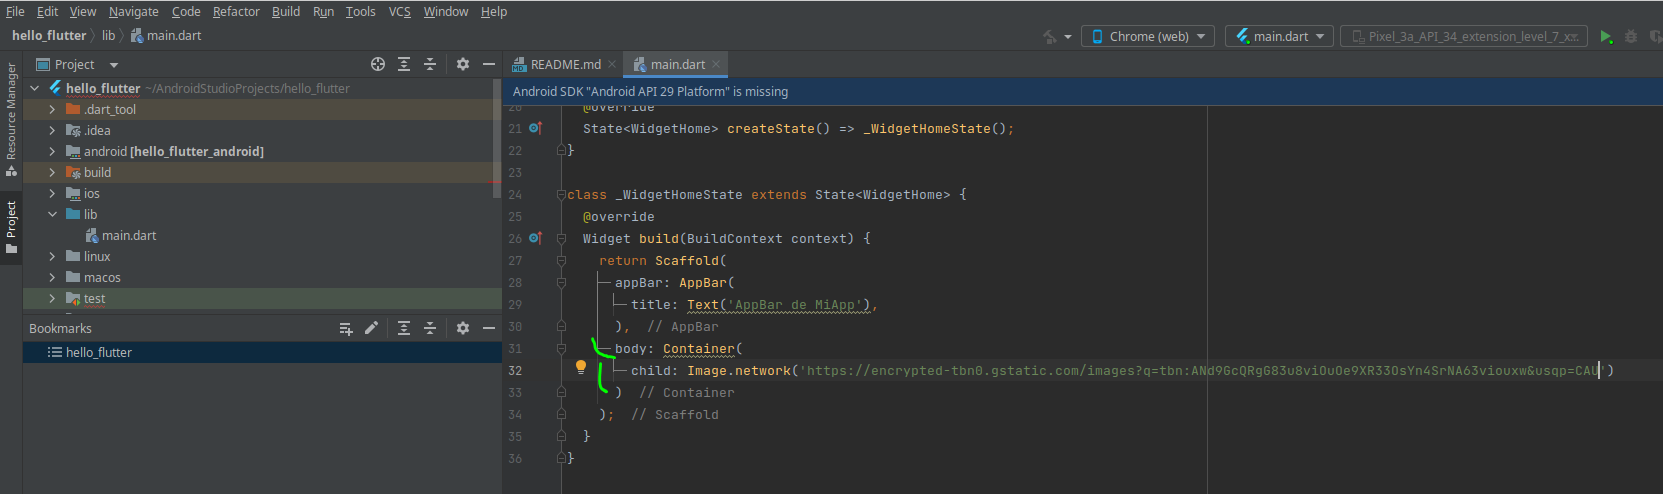 File Edit View Navigate Code Refactor Build Run Tools VCS Window Help
hello_flutter lib main.dart
Chrome (web) main.dart Pixel_3a_API_34_extension_level_7_x...
Resource Manager
Project
Project
hello_flutter ~/AndroidStudioProjects/hello_flutter
.dart_tool
.idea
android [hello_flutter_android]
build
ios
lib
main.dart
linux
macos
test
Bookmarks
hello_flutter
README.md main.dart
Android SDK "Android API 29 Platform" is missing
20 @override
21 State<WidgetHome> createState() => _WidgetHomeState();
22 }
23
24 class _WidgetHomeState extends State<WidgetHome> {
25 @override
26 Widget build(BuildContext context) {
27 return Scaffold(
28 appBar: AppBar(
29 title: Text('AppBar de MiApp'),
30 ), // AppBar
31 body: Container(
32 child: Image.network('https://encrypted-tbn0.gstatic.com/images?q=tbn:ANd9GcQRgG83u8viOuOe9XR33OsYn4SrNA63viouxw&usqp=CAU')
33 ) // Container
34 ); // Scaffold
35 }
36 }